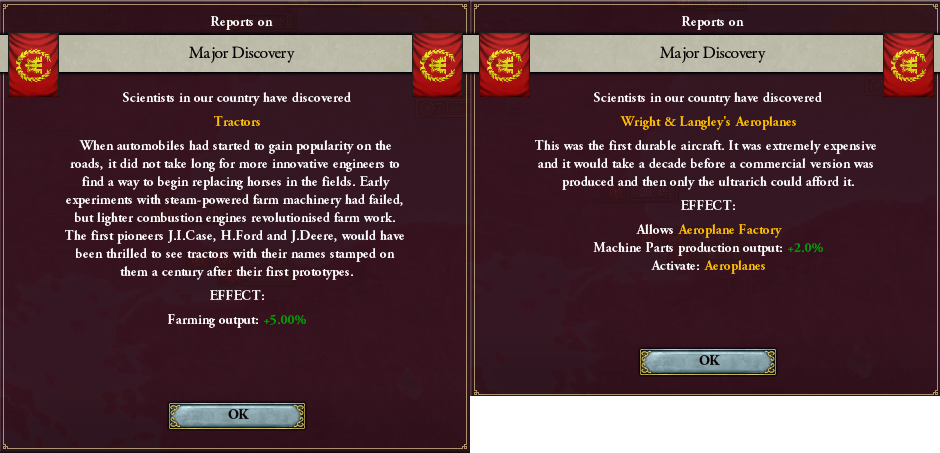 Reports on
Major Discovery
Scientists in our country have discovered
Tractors
When automobiles had started to gain popularity on the
roads, it did not take long for more innovative engineers to
find a way to begin replacing horses in the fields. Early
experiments with steam-powered farm machinery had failed,
but lighter combustion engines revolutionised farm work.
The first pioneers J.I.Case, H.Ford and J.Deere, would have
been thrilled to see tractors with their names stamped on
them a century after their first prototypes.
EFFECT:
Farming output: +5.00%
OK
Reports on
Major Discovery
Scientists in our country have discovered
Wright & Langley's Aeroplanes
This was the first durable aircraft. It was extremely expensive
and it would take a decade before a commercial version was
produced and then only the ultrarich could afford it.
EFFECT:
Allows Aeroplane Factory
Machine Parts production output: +2.0%
Activate: Aeroplanes
OK